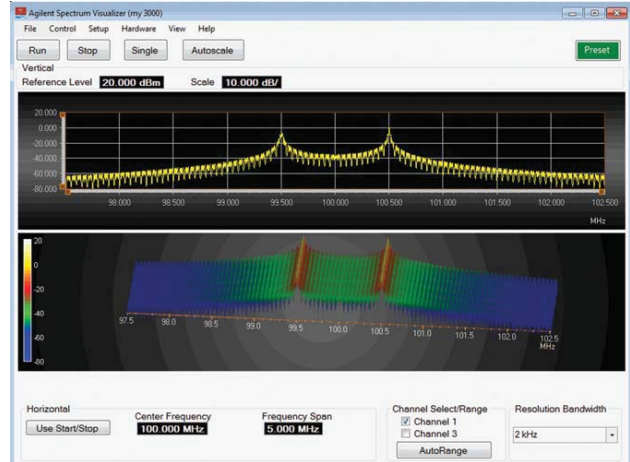 Agilent Spectrum Visualizer (my 3000)
File Control Setup Hardware View Help
Run Stop Single Autoscale Preset
Vertical
Reference Level 20.000 dBm Scale 10.000 dB/
20.000
0.000
-20.000
-40.000
-60.000
-80.000
98.000 98.500 99.000 99.500 100.000 100.500 101.000 101.500 102.000 102.500
MHz
20
0
-20
-40
-60
-80
97.5 98.0 98.5 99.0 99.5 100.0 100.5 101.0 101.5 102.0 102.5
MHz
Horizontal
Use Start/Stop
Center Frequency
100.000 MHz
Frequency Span
5.000 MHz
Channel Select/Range
Channel 1
Channel 3
AutoRange
Resolution Bandwidth
2 kHz